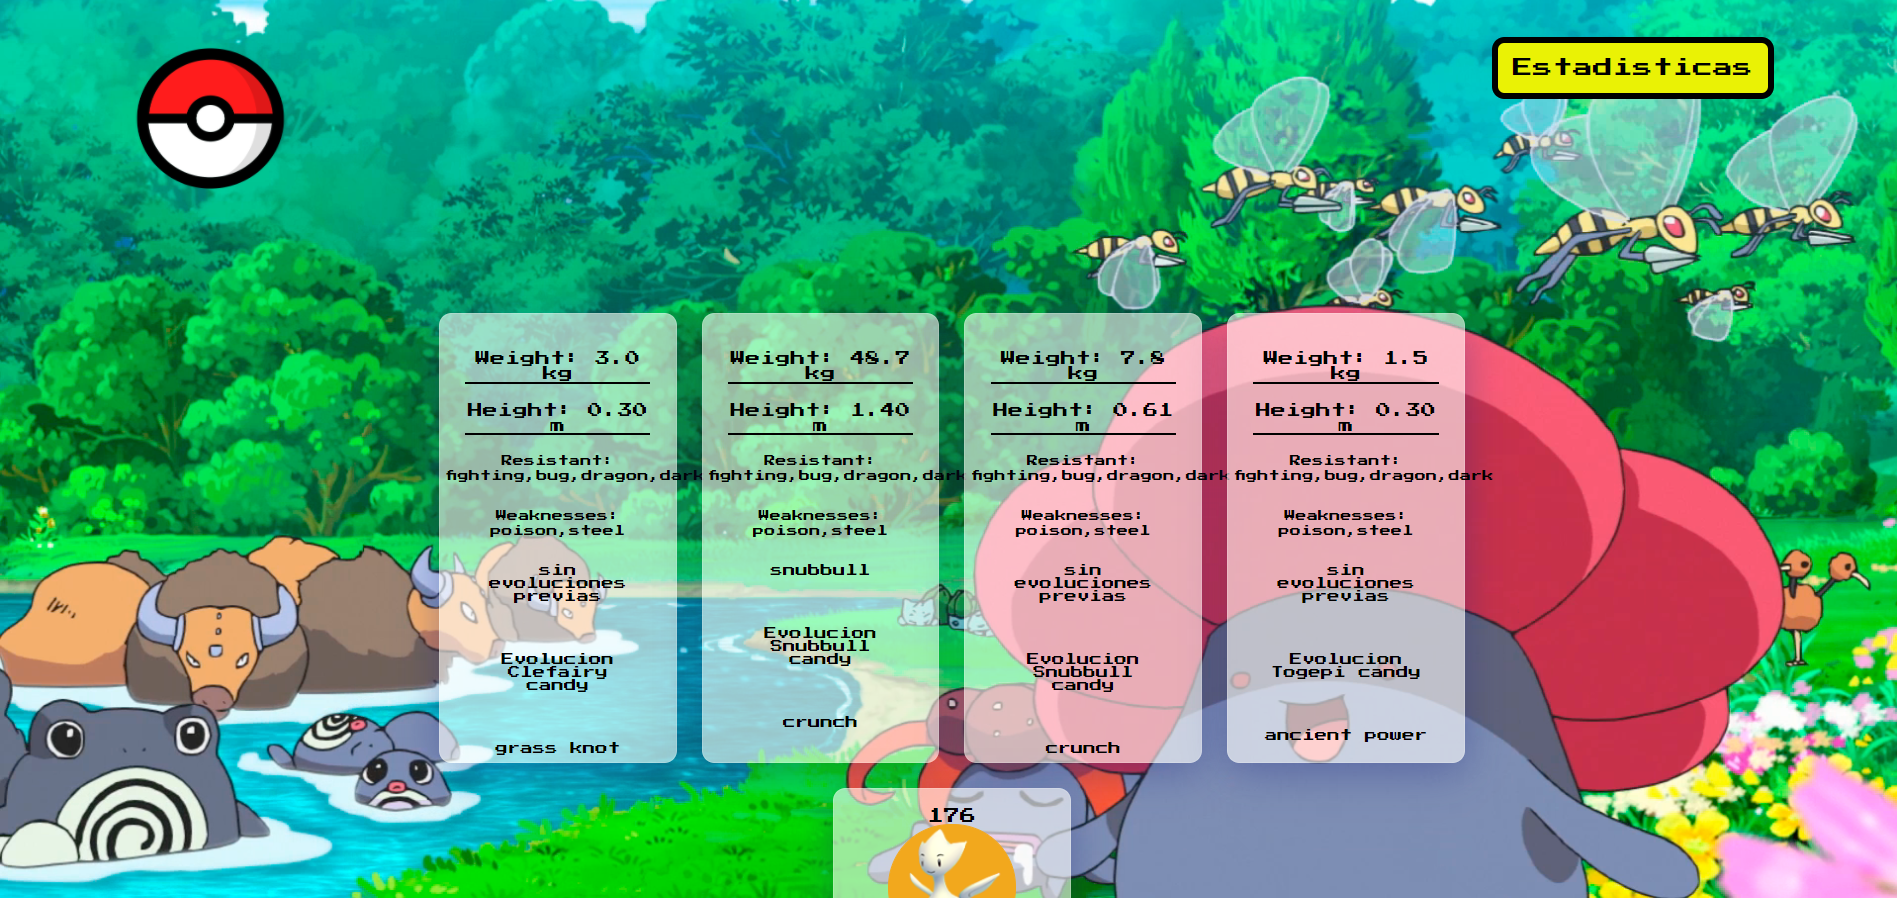 Estadisticas
Weight: 3.0
kg
Height: 0.30
m
Resistant:
fighting,bug,dragon,dark
Weaknesses:
poison,steel
sin
evoluciones
previas
Evolucion
Clefairy
candy
grass knot
Weight: 48.7
kg
Height: 1.40
m
Resistant:
fighting,bug,dragon,dark
Weaknesses:
poison,steel
snubbull
Evolucion
Snubbull
candy
crunch
Weight: 7.8
kg
Height: 0.61
m
Resistant:
fighting,bug,dragon,dark
Weaknesses:
poison,steel
sin
evoluciones
previas
Evolucion
Snubbull
candy
crunch
Weight: 1.5
kg
Height: 0.30
m
Resistant:
fighting,bug,dragon,dark
Weaknesses:
poison,steel
sin
evoluciones
previas
Evolucion
Togepi candy
ancient power
176